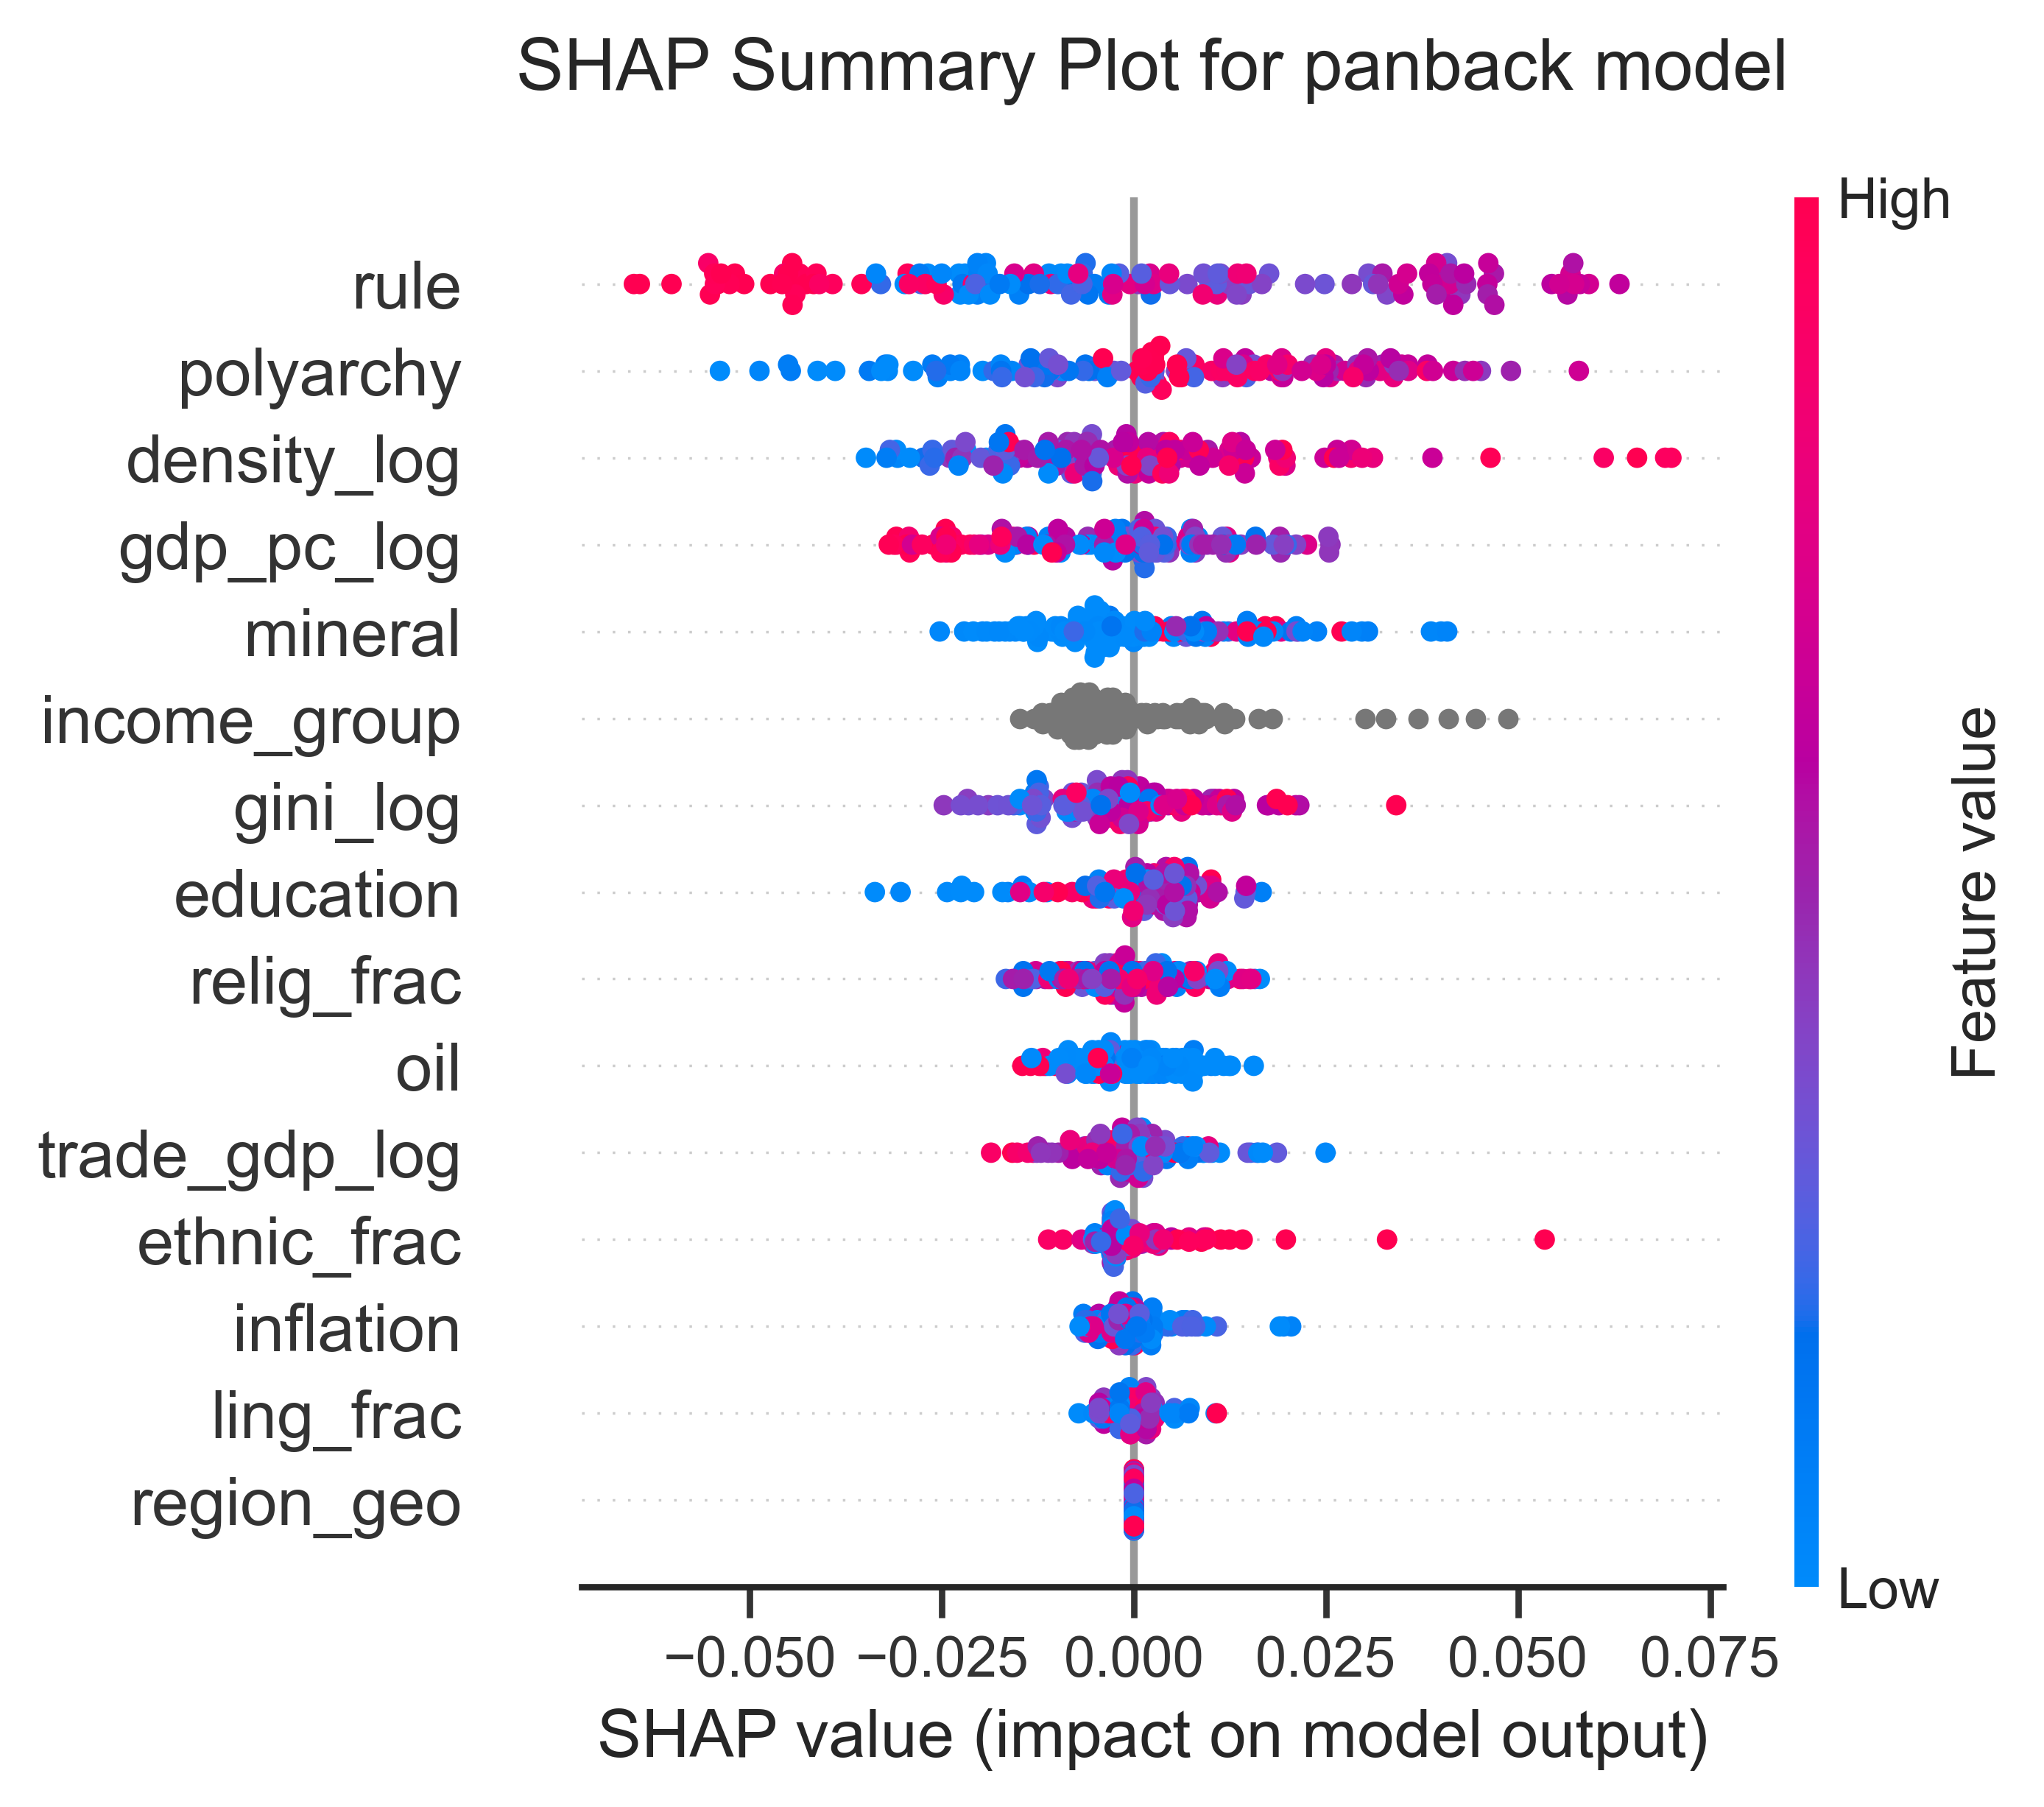 SHAP Summary Plot for panback model
High
rule
polyarchy
density_log
gdp_pc_log
mineral
income_group
gini_log
education
relig_frac
oil
trade_gdp_log
ethnic_frac
inflation
ling_frac
region_geo
Feature value
Low
−0.050 −0.025 0.000 0.025 0.050 0.075
SHAP value (impact on model output)